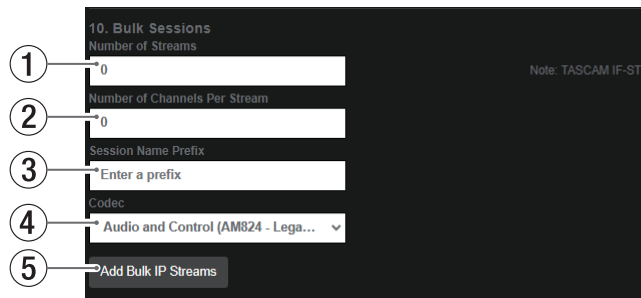 10. Bulk Sessions
Number of Streams
① 0
Note: TASCAM IF-ST
Number of Channels Per Stream
② 0
Session Name Prefix
③ Enter a prefix
Codec
④ Audio and Control (AM824 - Lega...
⑤ Add Bulk IP Streams